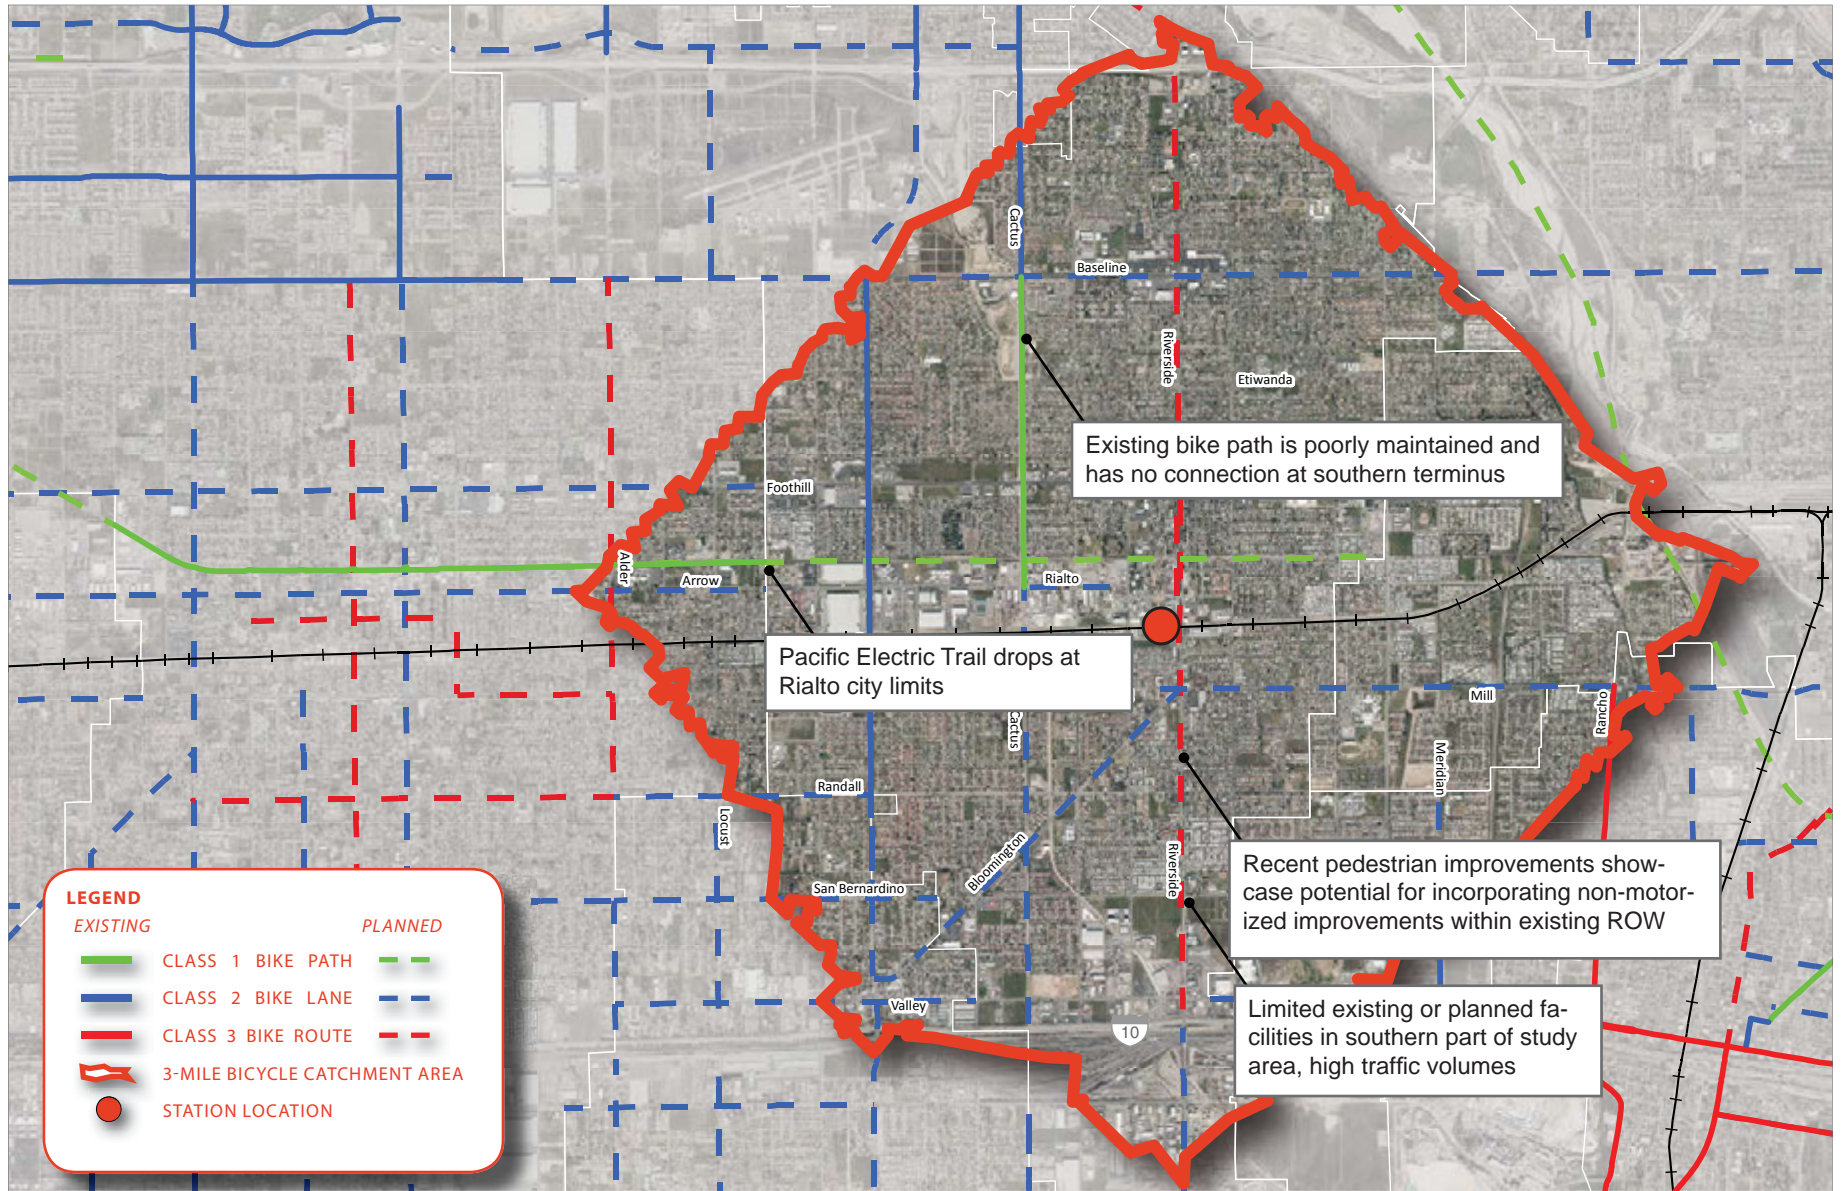 Cactus
Baseline
Riverside
Etiwanda
Existing bike path is poorly maintained and
has no connection at southern terminus
Foothill
Alder
Arrow
Rialto
Pacific Electric Trail drops at
Rialto city limits
Cactus
Mill
Rancho
Meridian
Randall
Locust
Bloomington
San Bernardino
Riverside
Recent pedestrian improvements show-
case potential for incorporating non-motor-
ized improvements within existing ROW
Valley
10
Limited existing or planned fa-
cilities in southern part of study
area, high traffic volumes
LEGEND
EXISTING PLANNED
CLASS 1 BIKE PATH
CLASS 2 BIKE LANE
CLASS 3 BIKE ROUTE
3-MILE BICYCLE CATCHMENT AREA
STATION LOCATION